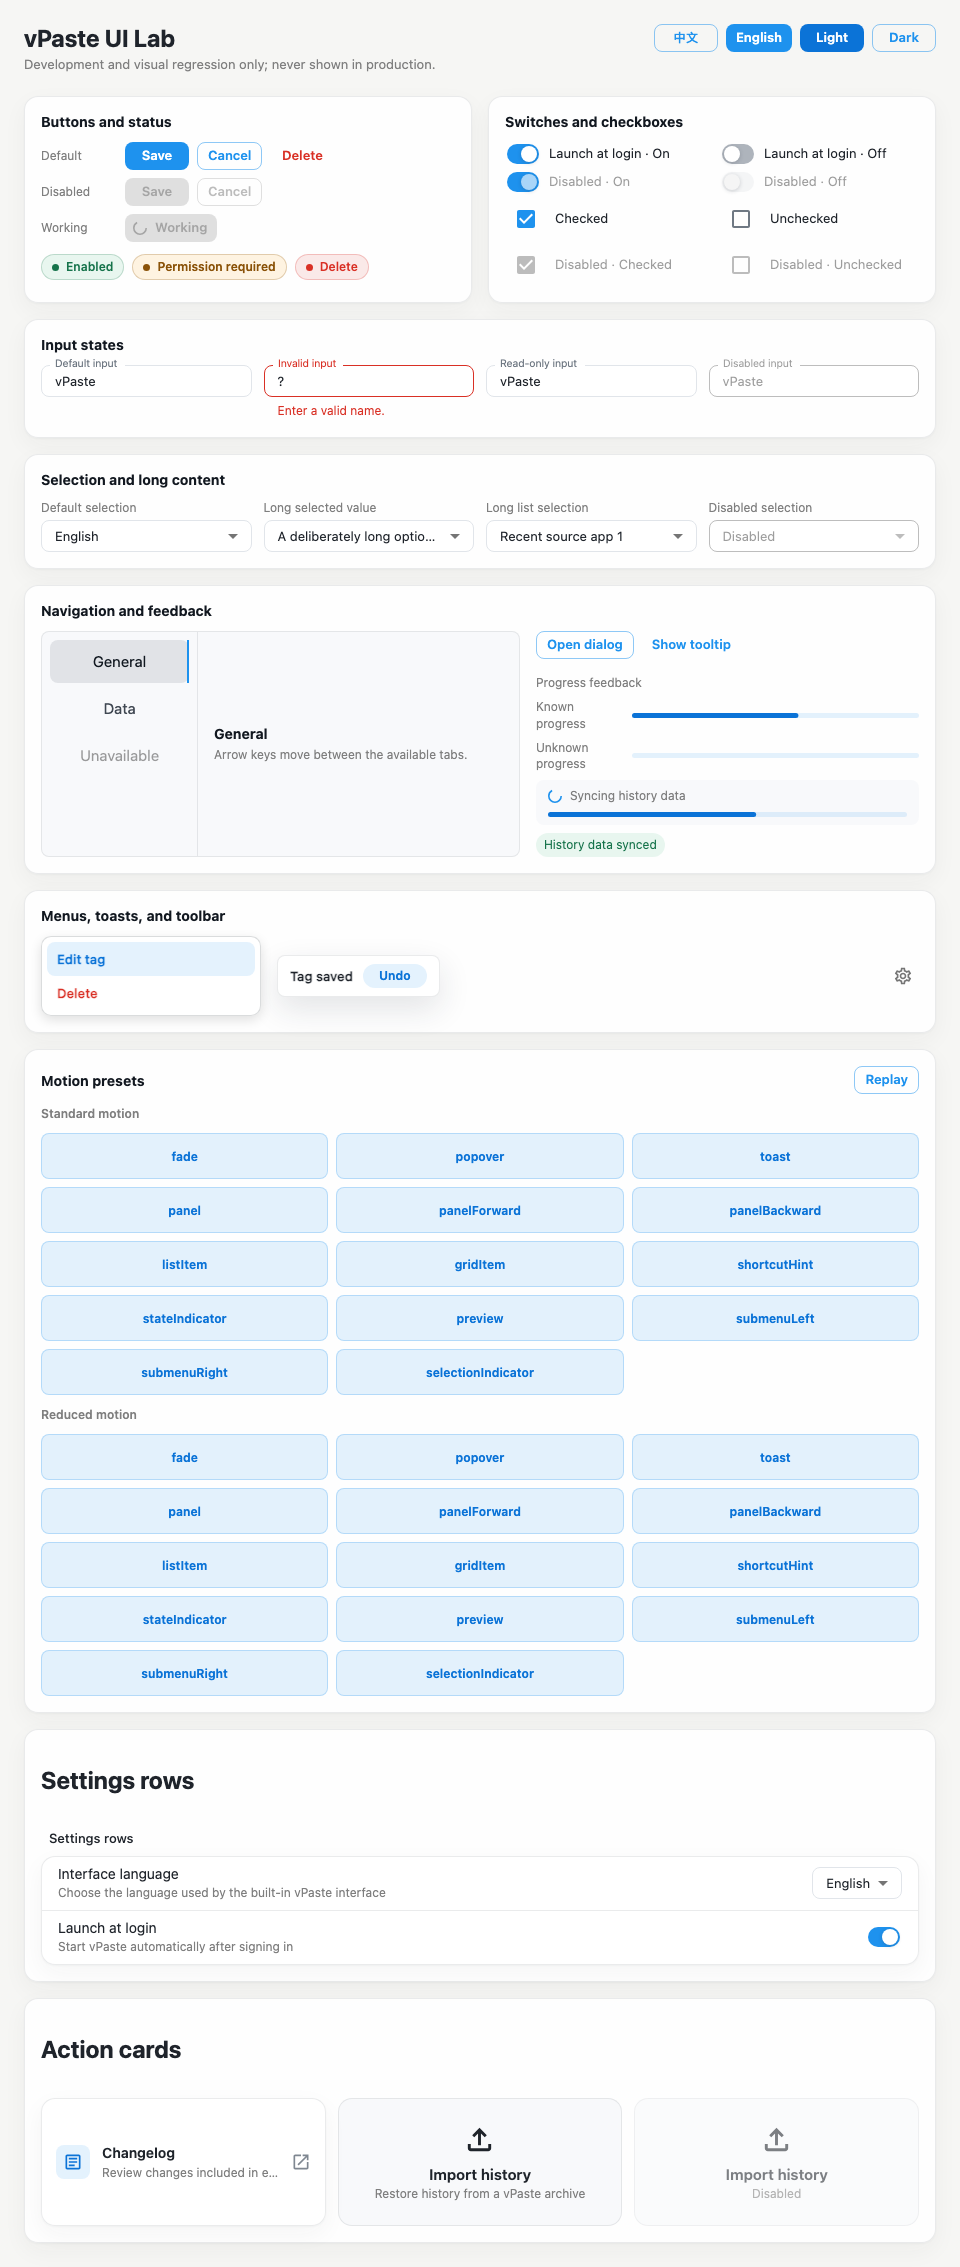 vPaste UI Lab
Development and visual regression only; never shown in production.
中文
English
Light
Dark
Buttons and status
Default
Save
Cancel
Delete
Disabled
Save
Cancel
Working
Working
Enabled
Permission required
Delete
Switches and checkboxes
Launch at login · On
Launch at login · Off
Disabled · On
Disabled · Off
Checked
Unchecked
Disabled · Checked
Disabled · Unchecked
Input states
Default input
vPaste
Invalid input
?
Enter a valid name.
Read-only input
vPaste
Disabled input
vPaste
Selection and long content
Default selection
English
Long selected value
A deliberately long optio...
Long list selection
Recent source app 1
Disabled selection
Disabled
Navigation and feedback
General
Data
Unavailable
General
Arrow keys move between the available tabs.
Open dialog
Show tooltip
Progress feedback
Known
progress
Unknown
progress
Syncing history data
History data synced
Menus, toasts, and toolbar
Edit tag
Delete
Tag saved
Undo
Motion presets
Replay
Standard motion
fade
popover
toast
panel
panelForward
panelBackward
listItem
gridItem
shortcutHint
stateIndicator
preview
submenuLeft
submenuRight
selectionIndicator
Reduced motion
fade
popover
toast
panel
panelForward
panelBackward
listItem
gridItem
shortcutHint
stateIndicator
preview
submenuLeft
submenuRight
selectionIndicator
Settings rows
Settings rows
Interface language
Choose the language used by the built-in vPaste interface
English
Launch at login
Start vPaste automatically after signing in
Action cards
Changelog
Review changes included in e...
Import history
Restore history from a vPaste archive
Import history
Disabled